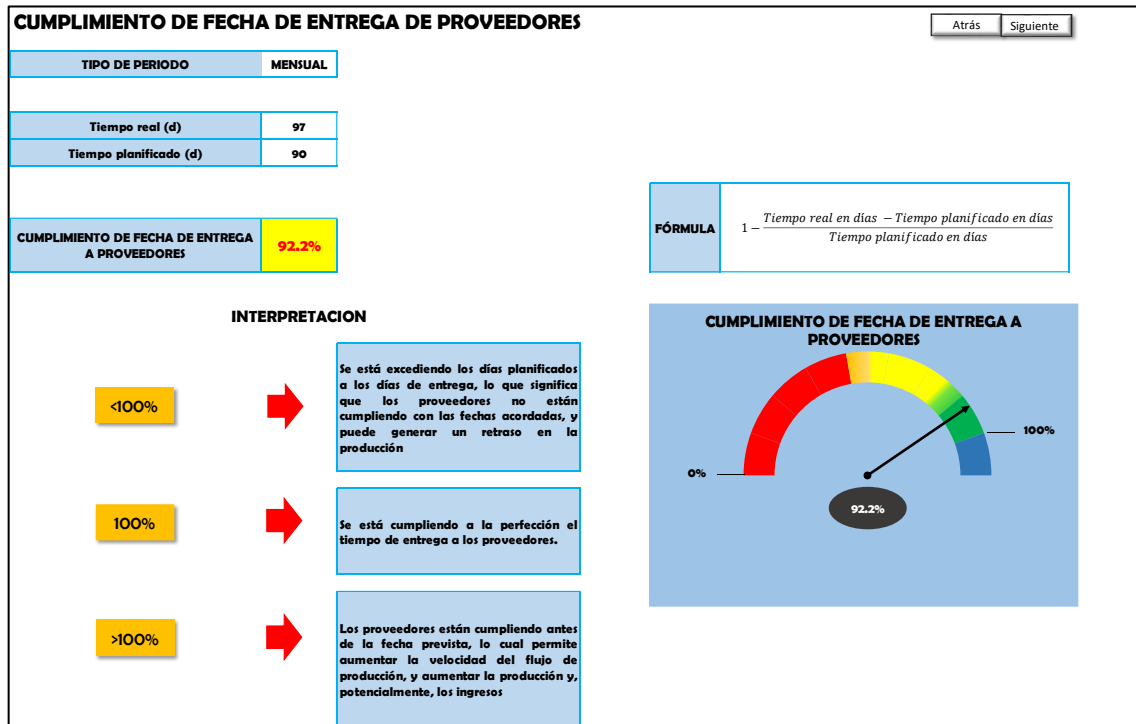 CUMPLIMIENTO DE FECHA DE ENTREGA DE PROVEEDORES
Atrás
Siguiente
TIPO DE PERIODO
MENSUAL
Tiempo real (d)
97
Tiempo planificado (d)
90
CUMPLIMIENTO DE FECHA DE ENTREGA
A PROVEEDORES
92.2%
FÓRMULA
1 − (Tiempo real en días − Tiempo planificado en días) / Tiempo planificado en días
INTERPRETACION
<100%
Se está excediendo los días planificados
a los días de entrega, lo que significa
que los proveedores no están
cumpliendo con las fechas acordadas, y
puede generar un retraso en la
producción
100%
Se está cumpliendo a la perfección el
tiempo de entrega a los proveedores.
>100%
Los proveedores están cumpliendo antes
de la fecha prevista, lo cual permite
aumentar la velocidad del flujo de
producción, y aumentar la producción y,
potencialmente, los ingresos
CUMPLIMIENTO DE FECHA DE ENTREGA A
PROVEEDORES
100%
0%
92.2%